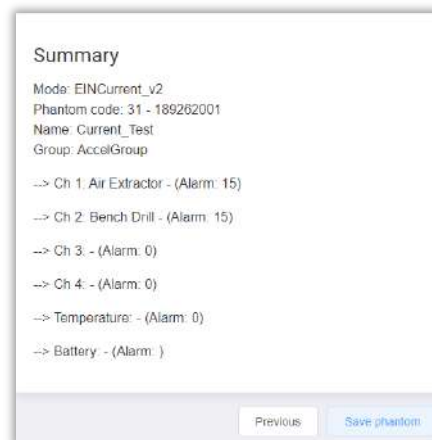 Summary
Mode: EINCurrent_v2
Phantom code: 31 - 189262001
Name: Current_Test
Group: AccelGroup
--> Ch 1: Air Extractor - (Alarm: 15)
--> Ch 2: Bench Drill - (Alarm: 15)
--> Ch 3: - (Alarm: 0)
--> Ch 4: - (Alarm: 0)
--> Temperature: - (Alarm: 0)
--> Battery: - (Alarm: )
Previous
Save phantom